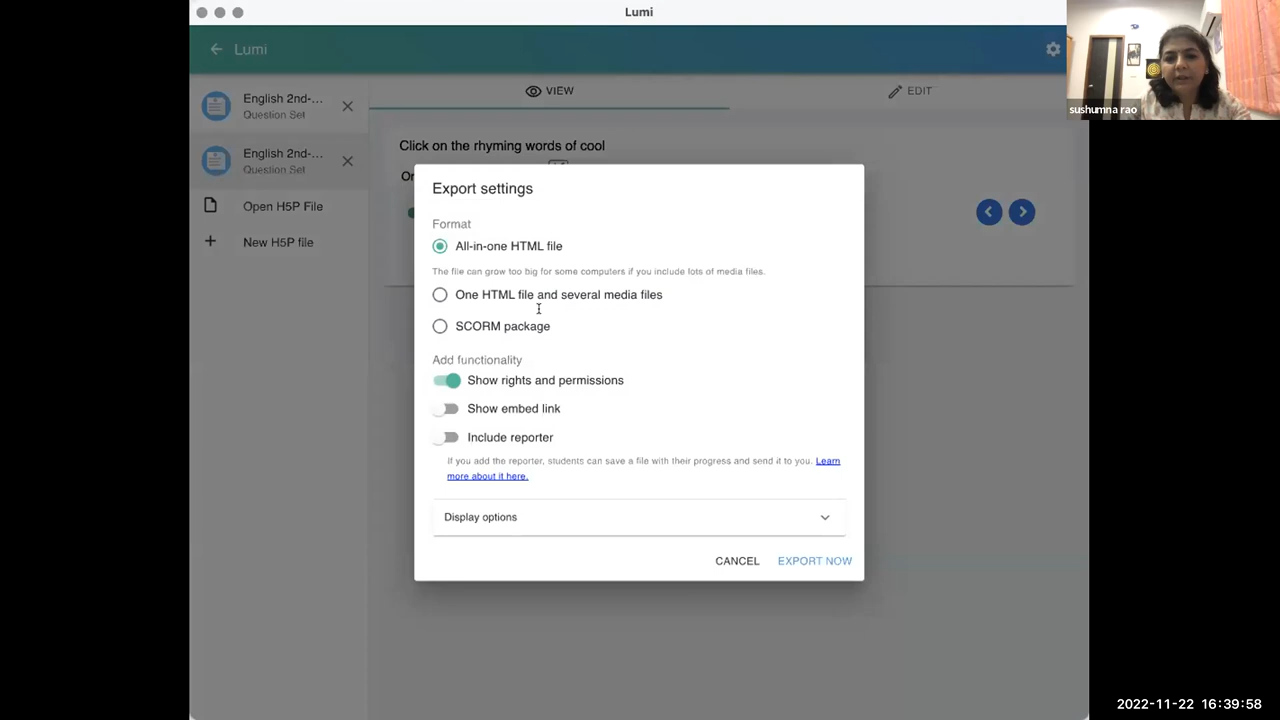 Lumi
Lumi
English 2nd-...
Question Set
English 2nd-...
Question Set
Open H5P File
New H5P file
VIEW
EDIT
Click on the rhyming words of cool
Or
Export settings
Format
All-in-one HTML file
The file can grow too big for some computers if you include lots of media files.
One HTML file and several media files
SCORM package
Add functionality
Show rights and permissions
Show embed link
Include reporter
If you add the reporter, students can save a file with their progress and send it to you. Learn
more about it here.
Display options
CANCEL EXPORT NOW
sushumna rao
2022-11-22 16:39:58